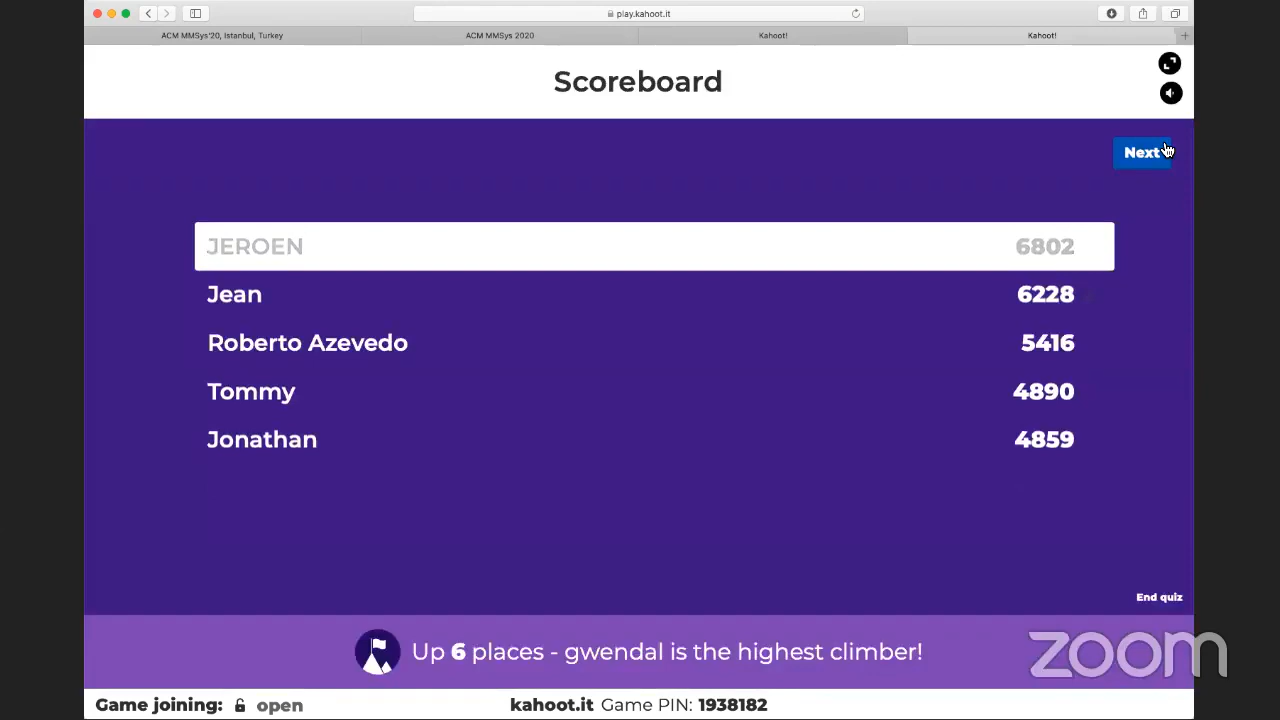 play.kahoot.it
ACM MMSys'20, Istanbul, Turkey
ACM MMSys 2020
Kahoot!
Kahoot!
Scoreboard
Next
JEROEN 6802
Jean 6228
Roberto Azevedo 5416
Tommy 4890
Jonathan 4859
End quiz
Up 6 places - gwendal is the highest climber!
zoom
Game joining: open
kahoot.it Game PIN: 1938182